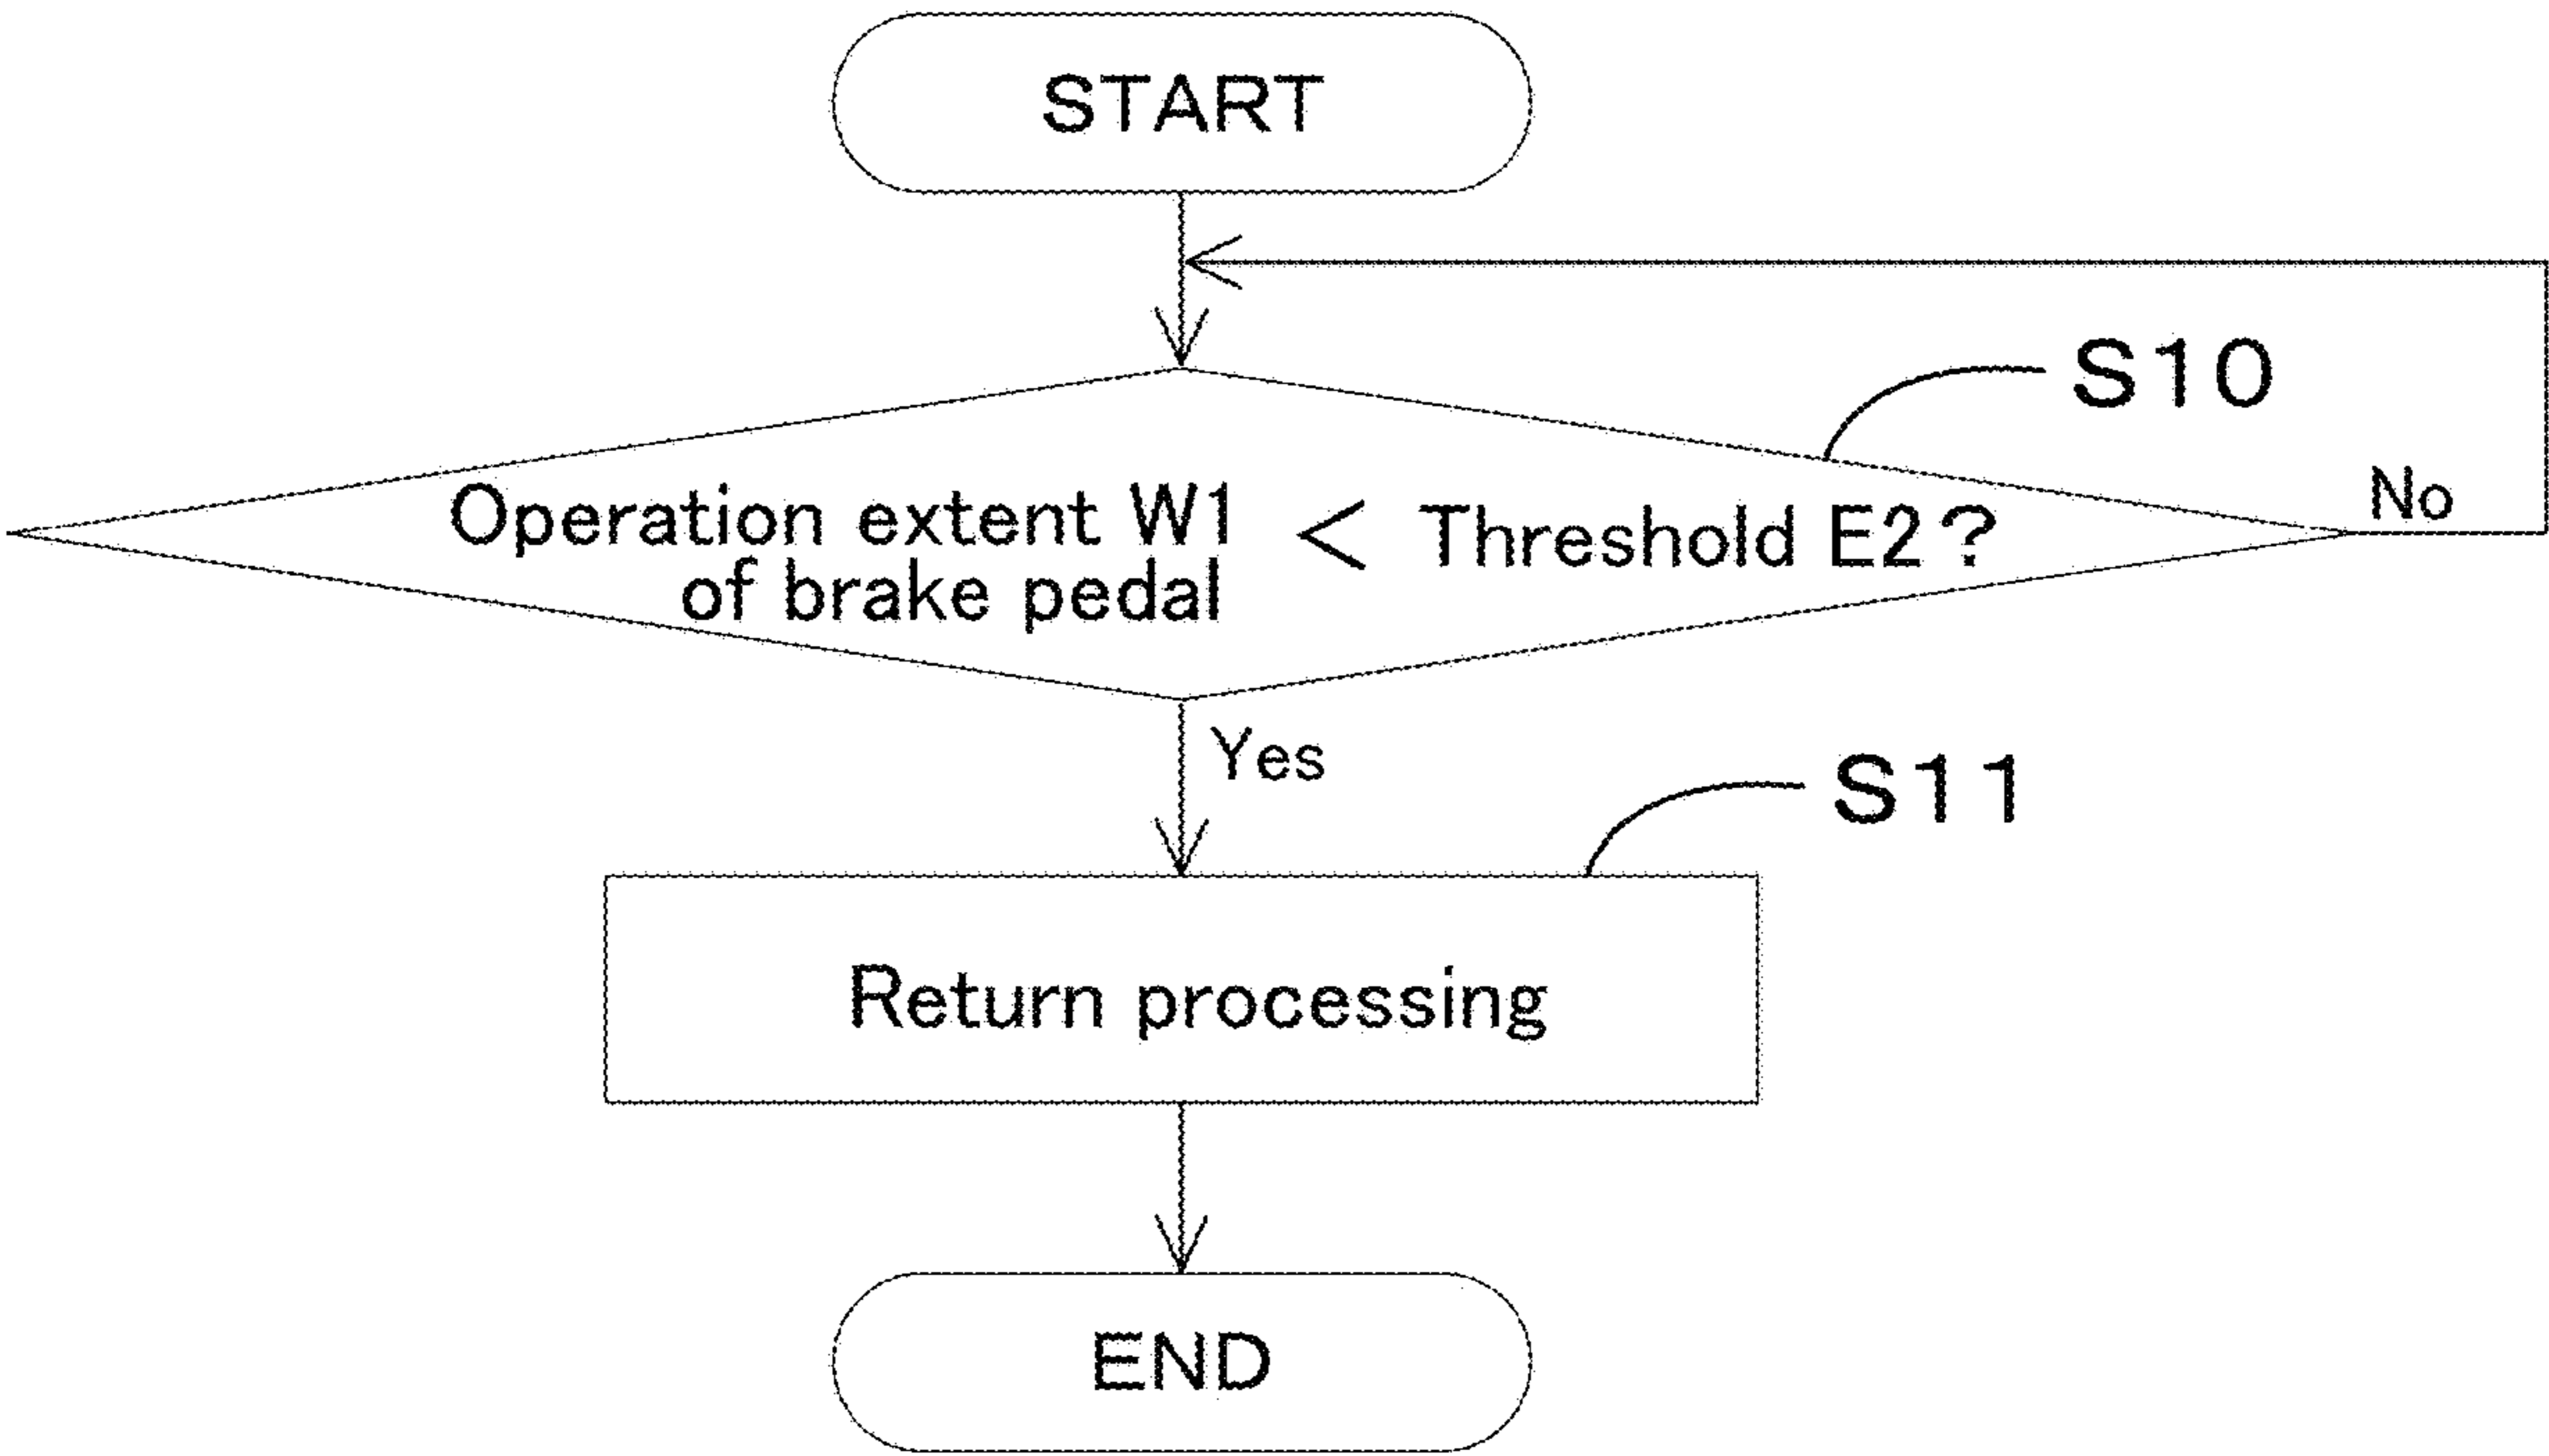 START
S10
No
Operation extent W1 < Threshold E2?
of brake pedal
Yes
S11
Return processing
END